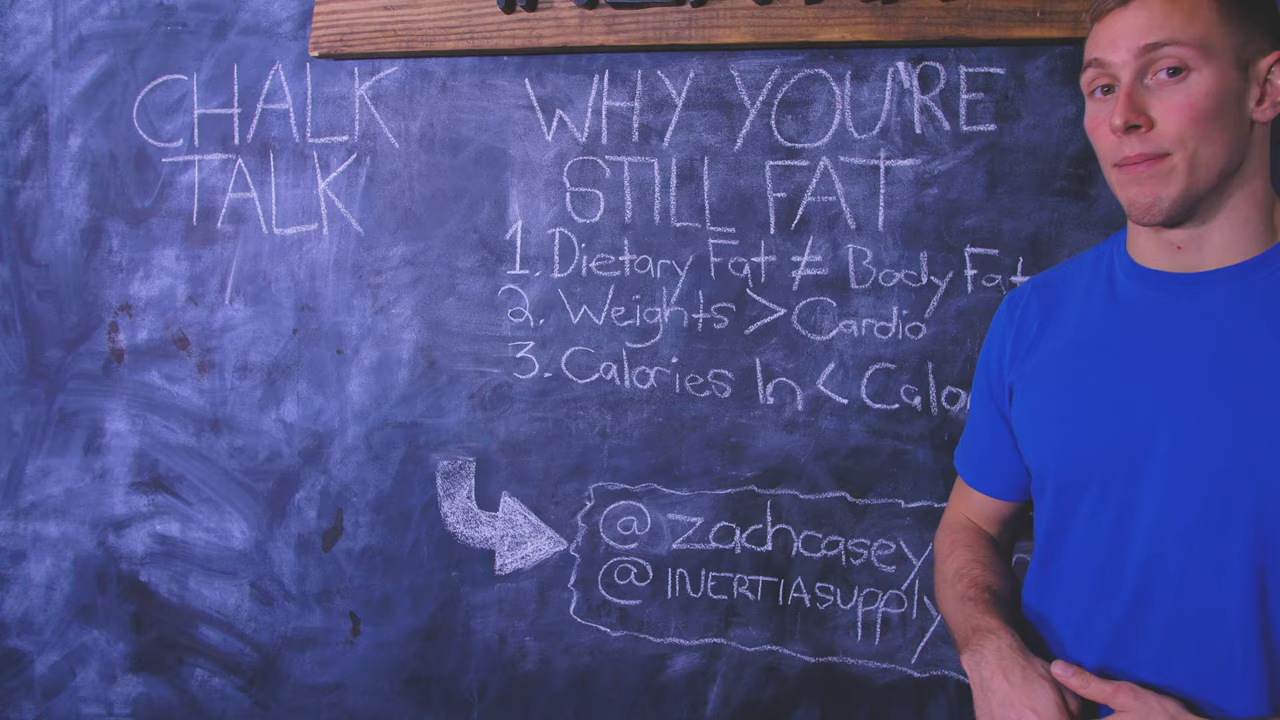 CHALK
TALK
WHY YOU'RE
STILL FAT
1. Dietary Fat ≠ Body Fat
2. Weights > Cardio
3. Calories In <
@zachcasey
@INERTIAsupply